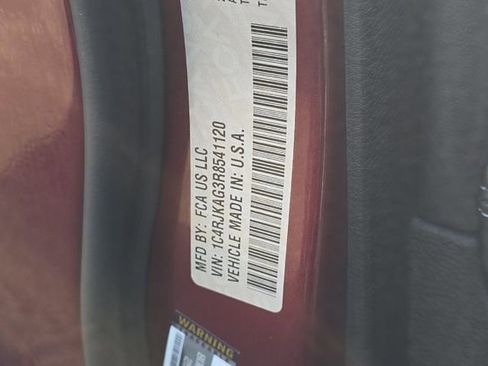 MFD BY: FCA US LLC
VIN: 1C4RJKAG3R8541120
VEHICLE MADE IN: U.S.A.
WARNING